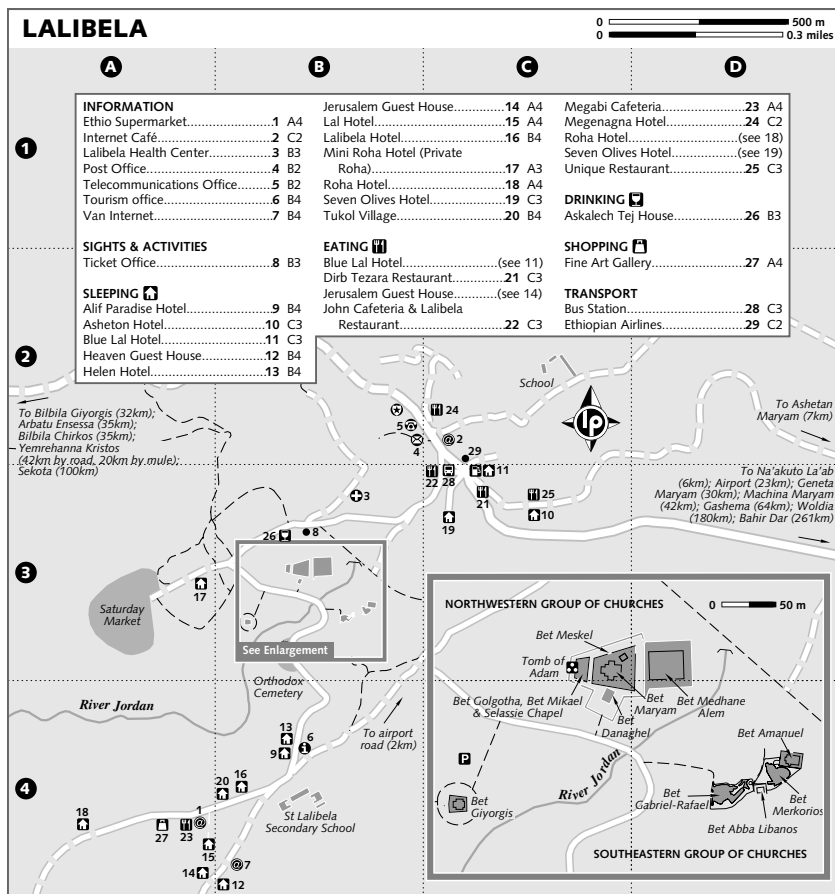 LALIBELA
0 500 m
0 0.3 miles
A B C D
1
INFORMATION
Ethio Supermarket 1 A4
Internet Café 2 C2
Lalibela Health Center 3 B3
Post Office 4 B2
Telecommunications Office 5 B2
Tourism office 6 B4
Van Internet 7 B4
SIGHTS & ACTIVITIES
Ticket Office 8 B3
SLEEPING
Alif Paradise Hotel 9 B4
Asheton Hotel 10 C3
Blue Lal Hotel 11 C3
Heaven Guest House 12 B4
Helen Hotel 13 B4
Jerusalem Guest House 14 A4
Lal Hotel 15 A4
Lalibela Hotel 16 B4
Mini Roha Hotel (Private
Roha) 17 A3
Roha Hotel 18 A4
Seven Olives Hotel 19 C3
Tukol Village 20 B4
EATING
Blue Lal Hotel (see 11)
Dirb Tezara Restaurant 21 C3
Jerusalem Guest House (see 14)
John Cafeteria & Lalibela
Restaurant 22 C3
Megabi Cafeteria 23 A4
Megenagna Hotel 24 C2
Roha Hotel (see 18)
Seven Olives Hotel (see 19)
Unique Restaurant 25 C3
DRINKING
Askalech Tej House 26 B3
SHOPPING
Fine Art Gallery 27 A4
TRANSPORT
Bus Station 28 C3
Ethiopian Airlines 29 C2
2
School
lp
To Bilbila Giyorgis (32km);
Arbatu Ensessa (35km);
Bilbila Chirkos (35km);
Yemrehanna Kristos
(42km by road, 20km by mule);
Sekota (100km)
To Ashetan
Maryam (7km)
24
5
@ 2
4
29
22 28 11
21
25
10
19
3
To Na'akuto La'ab
(6km); Airport (23km); Geneta
Maryam (30km); Machina Maryam
(42km); Gashema (64km); Woldia
(180km); Bahir Dar (261km)
26 8
3
17
Saturday
Market
See Enlargement
Orthodox
Cemetery
River Jordan
To airport
road (2km)
13
6
9
4
20 16
18
27 23
1
@
St Lalibela
Secondary School
15
@ 7
14
12
NORTHWESTERN GROUP OF CHURCHES
0 50 m
Bet Meskel
Tomb of
Adam
Bet Golgotha, Bet Mikael
& Selassie Chapel
Bet
Maryam
Bet Medhane
Alem
Bet
Danaghel
P
River Jordan
Bet
Giyorgis
Bet Amanuel
Bet
Gabriel-Rafael
Bet
Merkorios
Bet Abba Libanos
SOUTHEASTERN GROUP OF CHURCHES